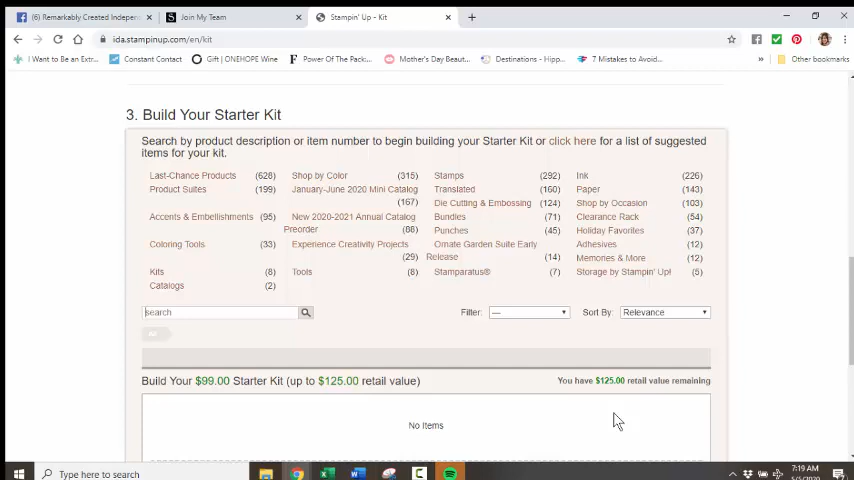 (6) Remarkably Created Indepen
Join My Team
Stampin' Up - Kit
ida.stampinup.com/en/kit
I Want to Be an Ext...
Constant Contact
Gift | ONEHOPE Wine
Power Of The Pack...
Mother's Day Beaut...
Destinations - Hipp...
7 Mistakes to Avoid...
»
Other bookmarks
3. Build Your Starter Kit
Search by product description or item number to begin building your Starter Kit or click here for a list of suggested
items for your kit.
Last-Chance Products (628)
Product Suites (199)
Accents & Embellishments (95)
Coloring Tools (33)
Kits (8)
Catalogs (2)
Shop by Color (315)
January-June 2020 Mini Catalog
(167)
New 2020-2021 Annual Catalog
Preorder (88)
Experience Creativity Projects
(29)
Tools (8)
Stamps (292)
Translated (160)
Die Cutting & Embossing (124)
Bundles (71)
Punches (45)
Ornate Garden Suite Early
Release (14)
Stamparatus® (7)
Ink (226)
Paper (143)
Shop by Occasion (103)
Clearance Rack (54)
Holiday Favorites (37)
Adhesives (12)
Memories & More (12)
Storage by Stampin' Up! (5)
search
Filter: —
Sort By: Relevance
All
Build Your $99.00 Starter Kit (up to $125.00 retail value)
You have $125.00 retail value remaining
No Items
Type here to search
7:19 AM
5/5/2020